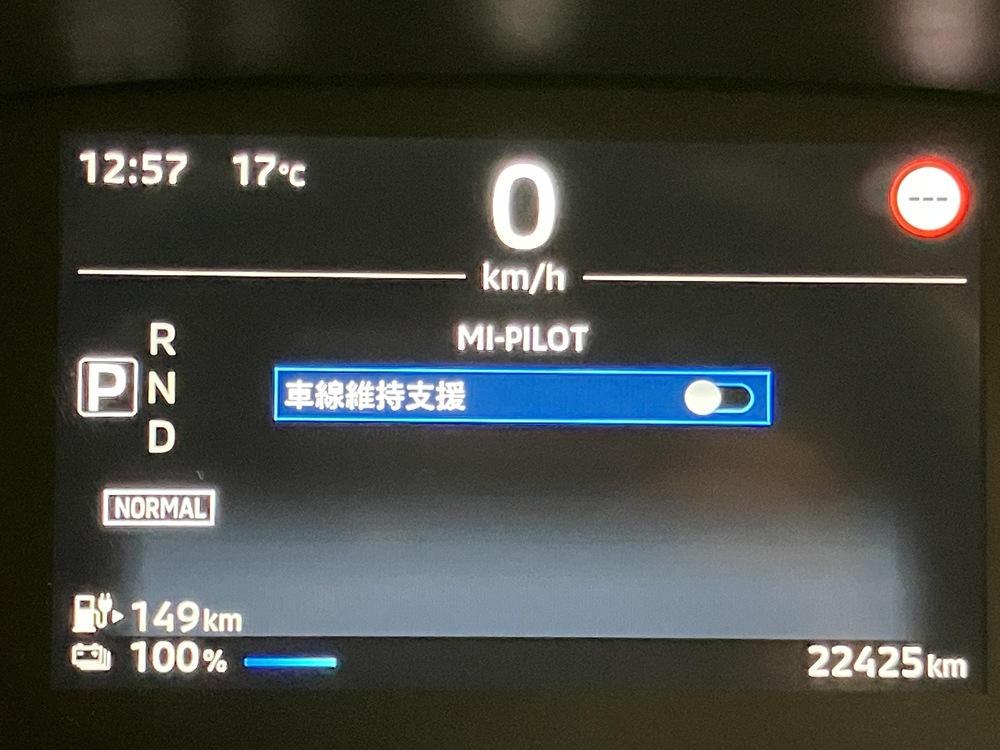 12:57 17°C
0
km/h
---
MI-PILOT
R
P N
D
車線維持支援
NORMAL
149km
100%
22425km